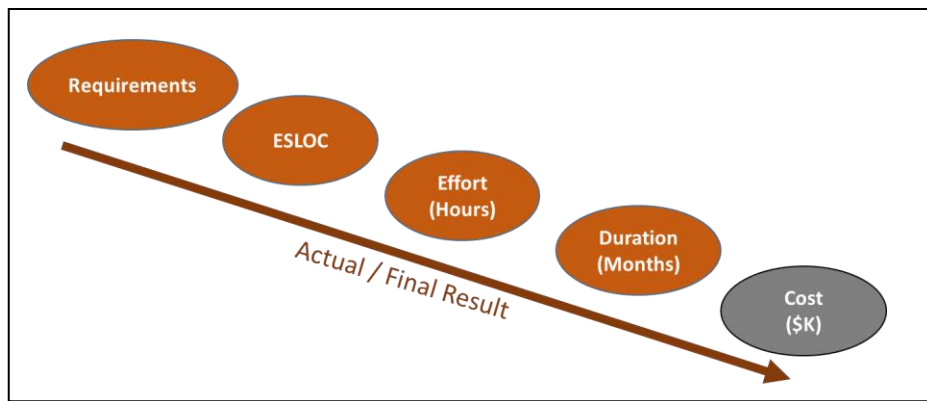 Requirements
ESLOC
Effort
(Hours)
Duration
(Months)
Cost
($K)
Actual / Final Result